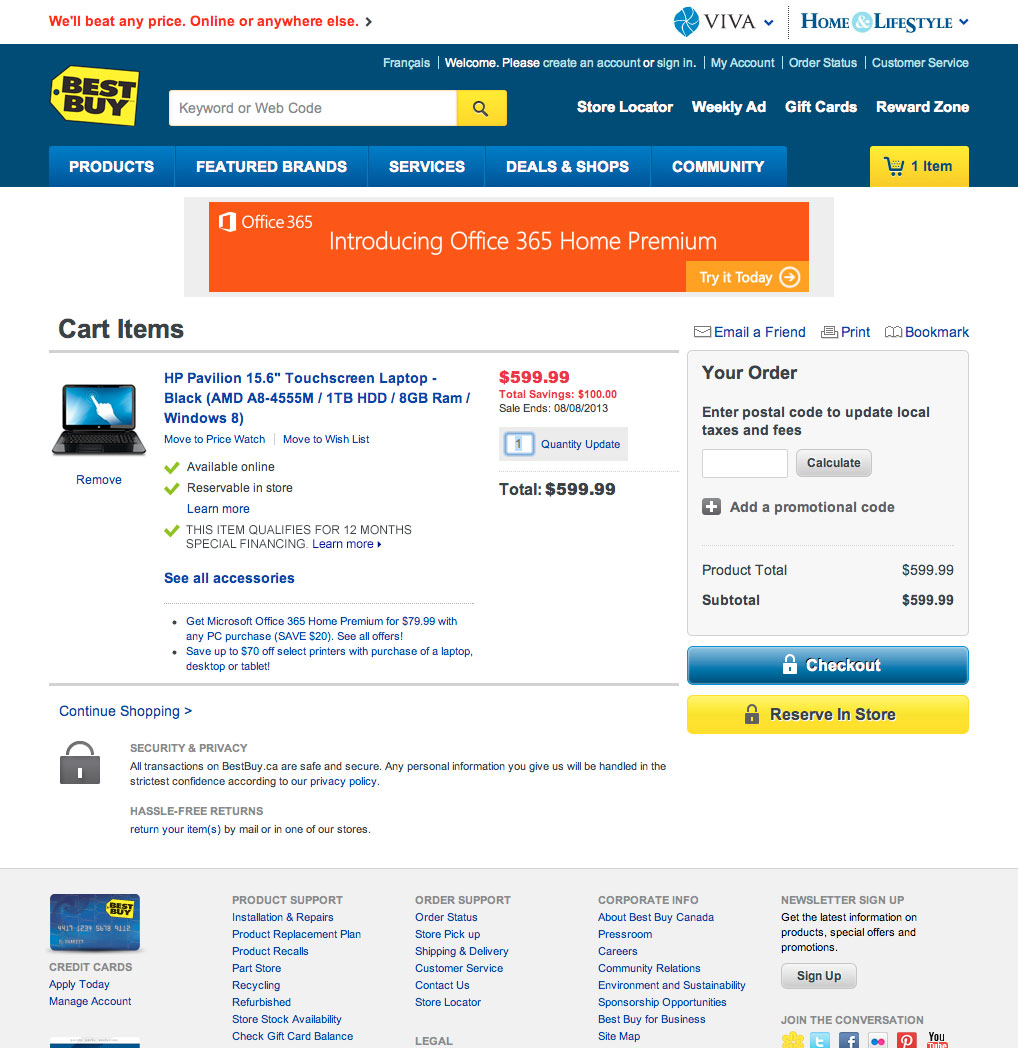 We'll beat any price. Online or anywhere else.
VIVA
HOME & LIFESTYLE
Français
Welcome. Please create an account or sign in.
My Account
Order Status
Customer Service
BEST BUY
Keyword or Web Code
Store Locator
Weekly Ad
Gift Cards
Reward Zone
PRODUCTS
FEATURED BRANDS
SERVICES
DEALS & SHOPS
COMMUNITY
1 Item
Office 365
Introducing Office 365 Home Premium
Try it Today
Cart Items
Email a Friend
Print
Bookmark
HP Pavilion 15.6" Touchscreen Laptop -
Black (AMD A8-4555M / 1TB HDD / 8GB Ram /
Windows 8)
Move to Price Watch
Move to Wish List
Remove
Available online
Reservable in store
Learn more
THIS ITEM QUALIFIES FOR 12 MONTHS
SPECIAL FINANCING. Learn more
See all accessories
Get Microsoft Office 365 Home Premium for $79.99 with
any PC purchase (SAVE $20). See all offers!
Save up to $70 off select printers with purchase of a laptop,
desktop or tablet!
$599.99
Total Savings: $100.00
Sale Ends: 08/08/2013
1 Quantity Update
Total: $599.99
Your Order
Enter postal code to update local
taxes and fees
Calculate
Add a promotional code
Product Total $599.99
Subtotal $599.99
Checkout
Reserve In Store
Continue Shopping >
SECURITY & PRIVACY
All transactions on BestBuy.ca are safe and secure. Any personal information you give us will be handled in the
strictest confidence according to our privacy policy.
HASSLE-FREE RETURNS
return your item(s) by mail or in one of our stores.
BEST BUY
4417 1234 5678 9112
CREDIT CARDS
Apply Today
Manage Account
PRODUCT SUPPORT
Installation & Repairs
Product Replacement Plan
Product Recalls
Part Store
Recycling
Refurbished
Store Stock Availability
Check Gift Card Balance
ORDER SUPPORT
Order Status
Store Pick up
Shipping & Delivery
Customer Service
Contact Us
Store Locator
LEGAL
CORPORATE INFO
About Best Buy Canada
Pressroom
Careers
Community Relations
Environment and Sustainability
Sponsorship Opportunities
Best Buy for Business
Site Map
NEWSLETTER SIGN UP
Get the latest information on
products, special offers and
promotions.
Sign Up
JOIN THE CONVERSATION
You